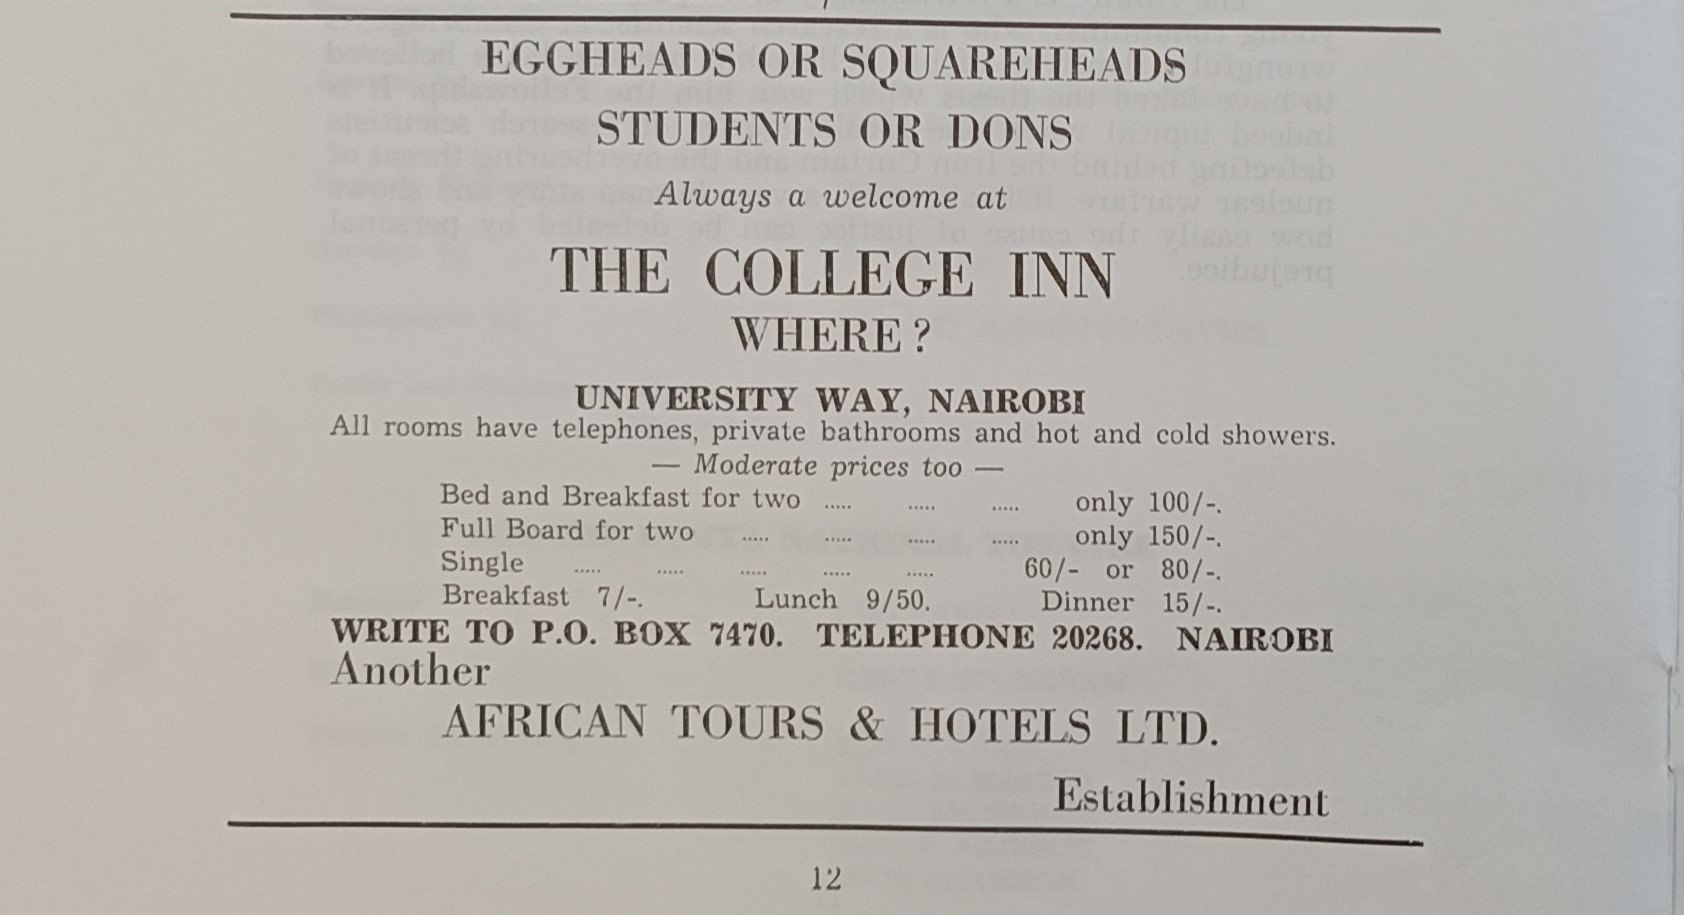 EGGHEADS OR SQUAREHEADS
STUDENTS OR DONS
Always a welcome at
THE COLLEGE INN
WHERE ?
UNIVERSITY WAY, NAIROBI
All rooms have telephones, private bathrooms and hot and cold showers.
— Moderate prices too —
Bed and Breakfast for two ..... ..... ..... only 100/-.
Full Board for two ..... ..... ..... ..... only 150/-.
Single ..... ..... ..... ..... ..... 60/- or 80/-.
Breakfast 7/-. Lunch 9/50. Dinner 15/-.
WRITE TO P.O. BOX 7470. TELEPHONE 20268. NAIROBI
Another
AFRICAN TOURS & HOTELS LTD.
Establishment
12